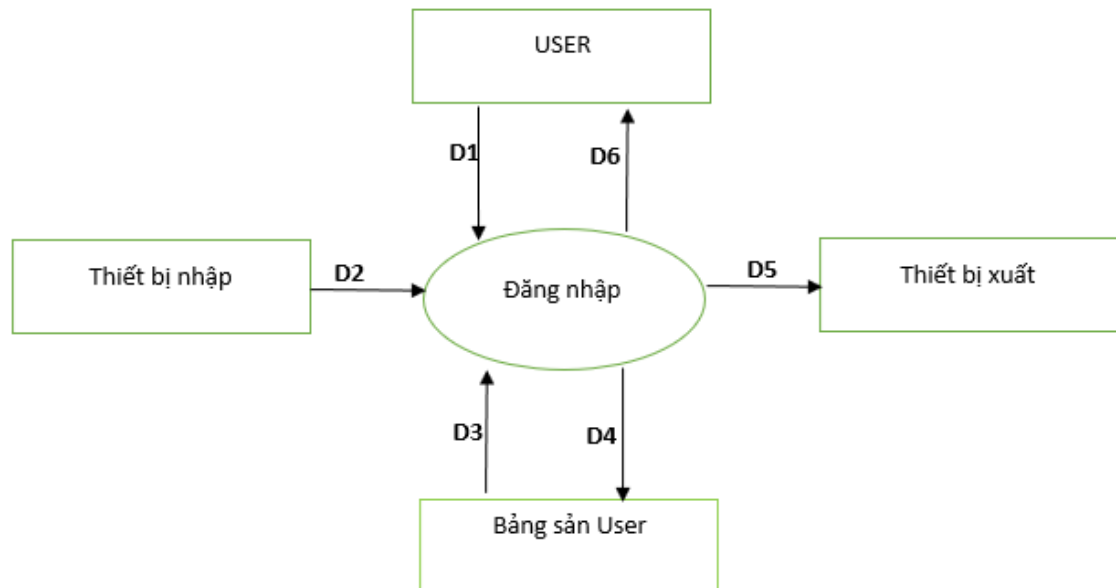 USER
D1
D6
Thiết bị nhập
D2
Đăng nhập
D5
Thiết bị xuất
D3
D4
Bảng sản User